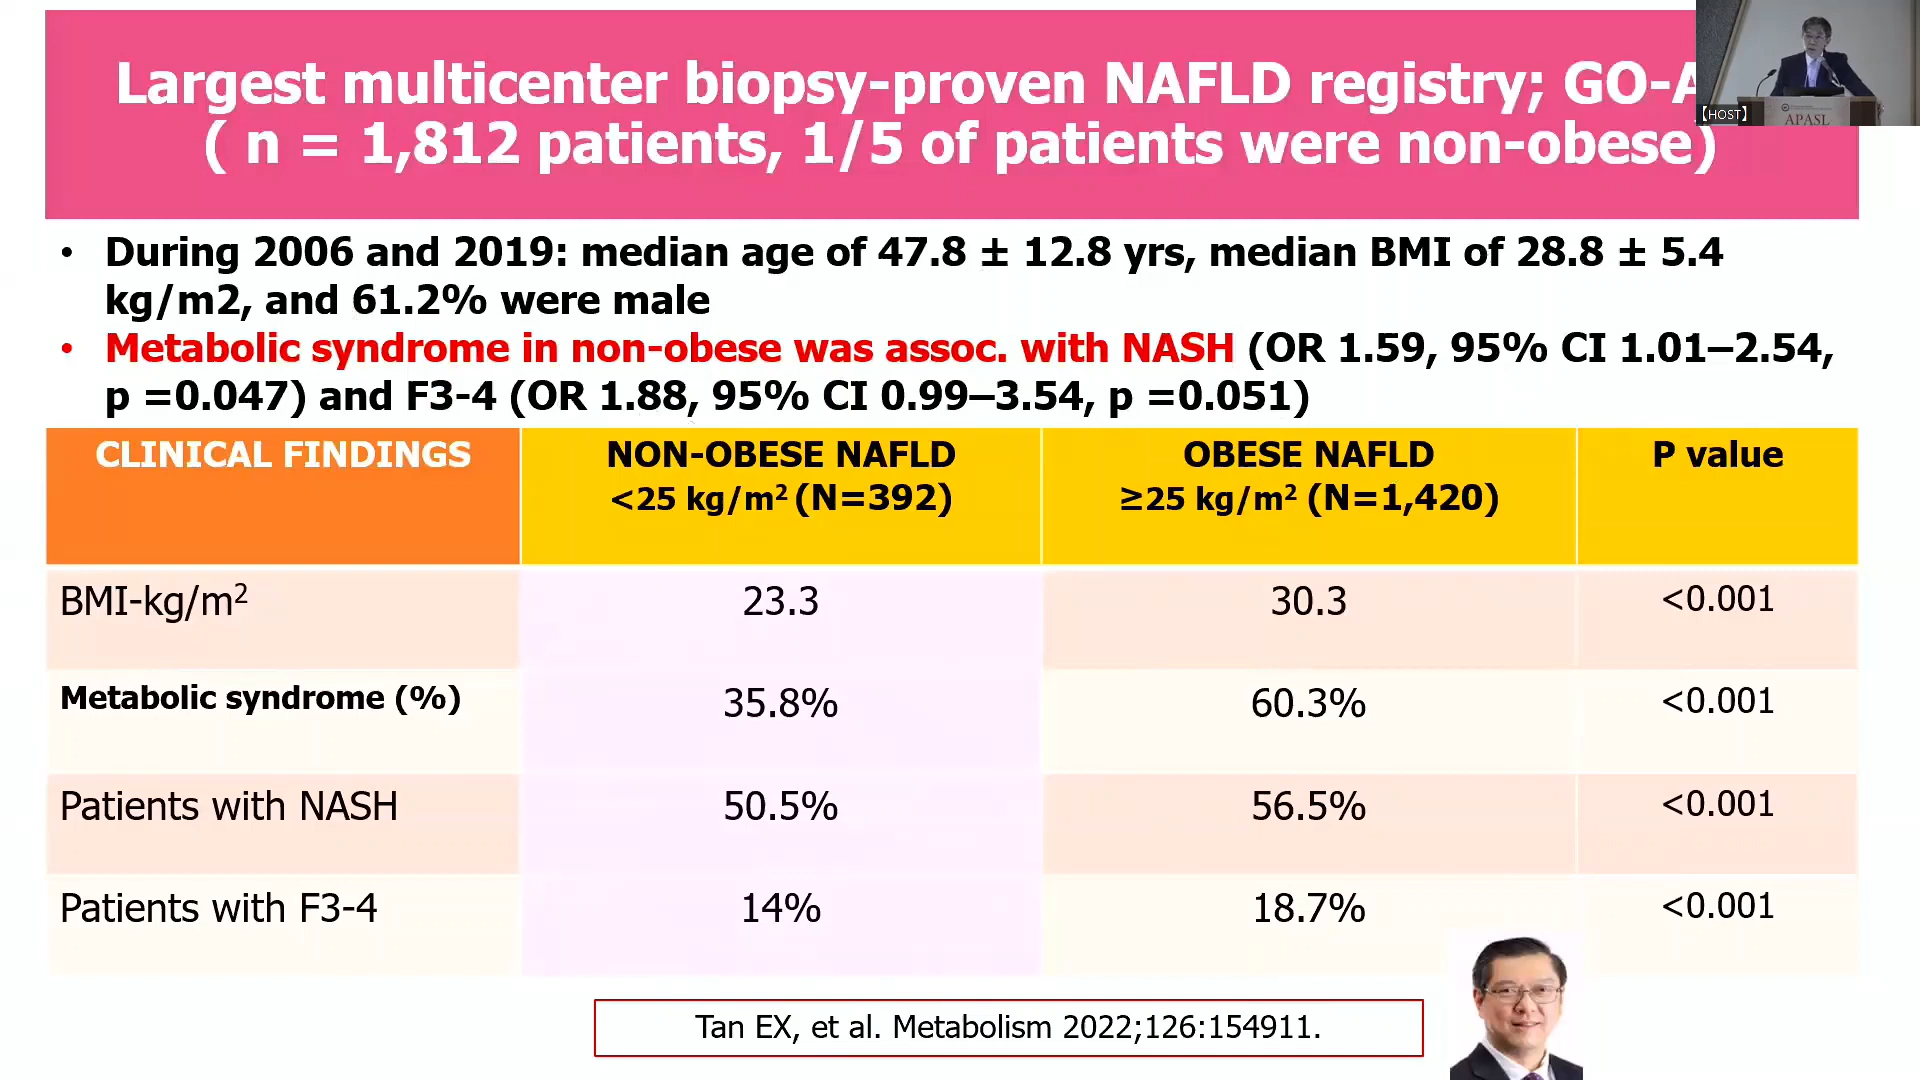 Largest multicenter biopsy-proven NAFLD registry; GO-A
( n = 1,812 patients, 1/5 of patients were non-obese)
【HOST】
APASL
• During 2006 and 2019: median age of 47.8 ± 12.8 yrs, median BMI of 28.8 ± 5.4
kg/m2, and 61.2% were male
• Metabolic syndrome in non-obese was assoc. with NASH (OR 1.59, 95% CI 1.01–2.54,
p =0.047) and F3-4 (OR 1.88, 95% CI 0.99–3.54, p =0.051)
CLINICAL FINDINGS NON-OBESE NAFLD OBESE NAFLD P value
<25 kg/m² (N=392) ≥25 kg/m² (N=1,420)
BMI-kg/m² 23.3 30.3 <0.001
Metabolic syndrome (%) 35.8% 60.3% <0.001
Patients with NASH 50.5% 56.5% <0.001
Patients with F3-4 14% 18.7% <0.001
Tan EX, et al. Metabolism 2022;126:154911.